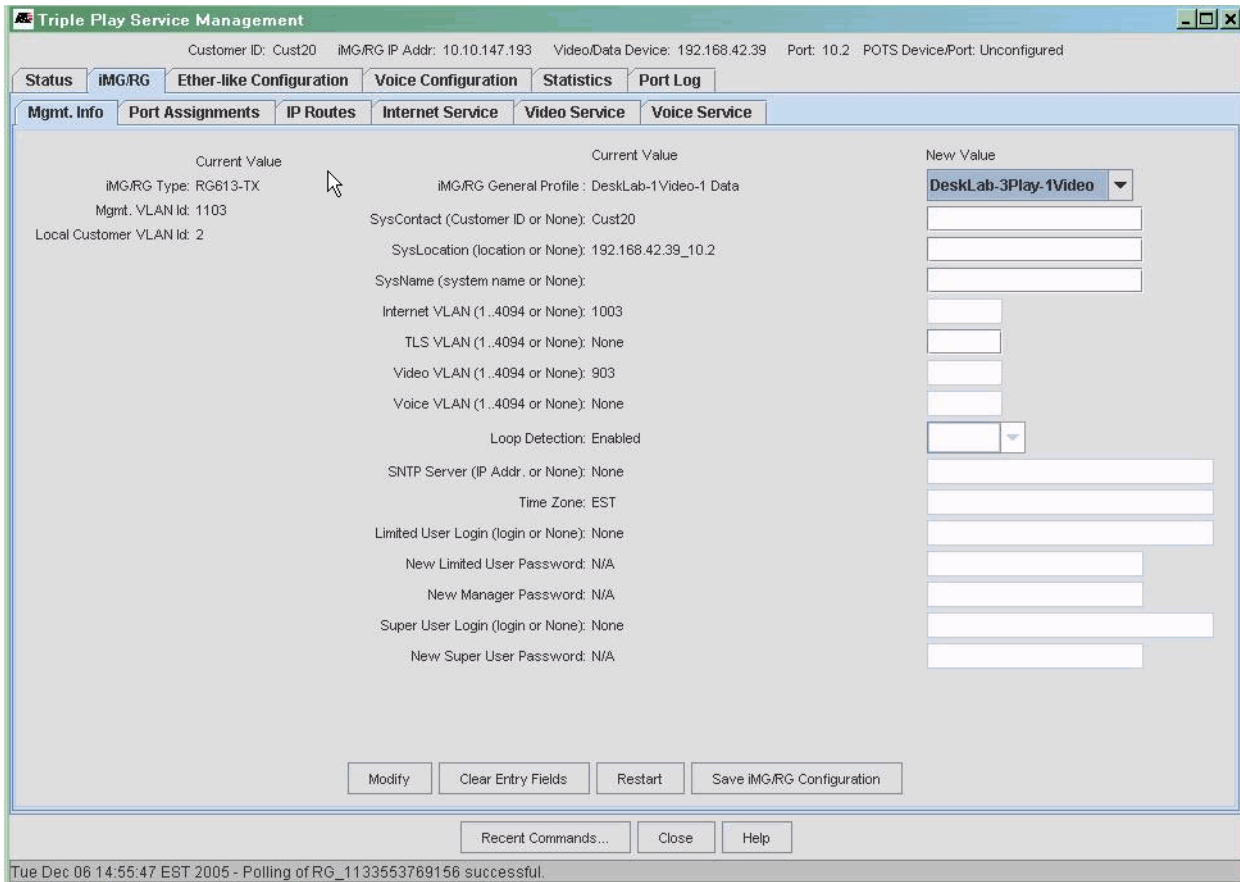 Triple Play Service Management
Customer ID: Cust20 iMG/RG IP Addr: 10.10.147.193 Video/Data Device: 192.168.42.39 Port: 10.2 POTS Device/Port: Unconfigured
Status iMG/RG Ether-like Configuration Voice Configuration Statistics Port Log
Mgmt. Info Port Assignments IP Routes Internet Service Video Service Voice Service
Current Value Current Value New Value
iMG/RG Type: RG613-TX iMG/RG General Profile : DeskLab-1Video-1 Data DeskLab-3Play-1Video
Mgmt. VLAN Id: 1103
SysContact (Customer ID or None): Cust20
Local Customer VLAN Id: 2
SysLocation (location or None): 192.168.42.39_10.2
SysName (system name or None):
Internet VLAN (1..4094 or None): 1003
TLS VLAN (1..4094 or None): None
Video VLAN (1..4094 or None): 903
Voice VLAN (1..4094 or None): None
Loop Detection: Enabled
SNTP Server (IP Addr. or None): None
Time Zone: EST
Limited User Login (login or None): None
New Limited User Password: N/A
New Manager Password: N/A
Super User Login (login or None): None
New Super User Password: N/A
Modify Clear Entry Fields Restart Save iMG/RG Configuration
Recent Commands... Close Help
Tue Dec 06 14:55:47 EST 2005 - Polling of RG_1133553769156 successful.